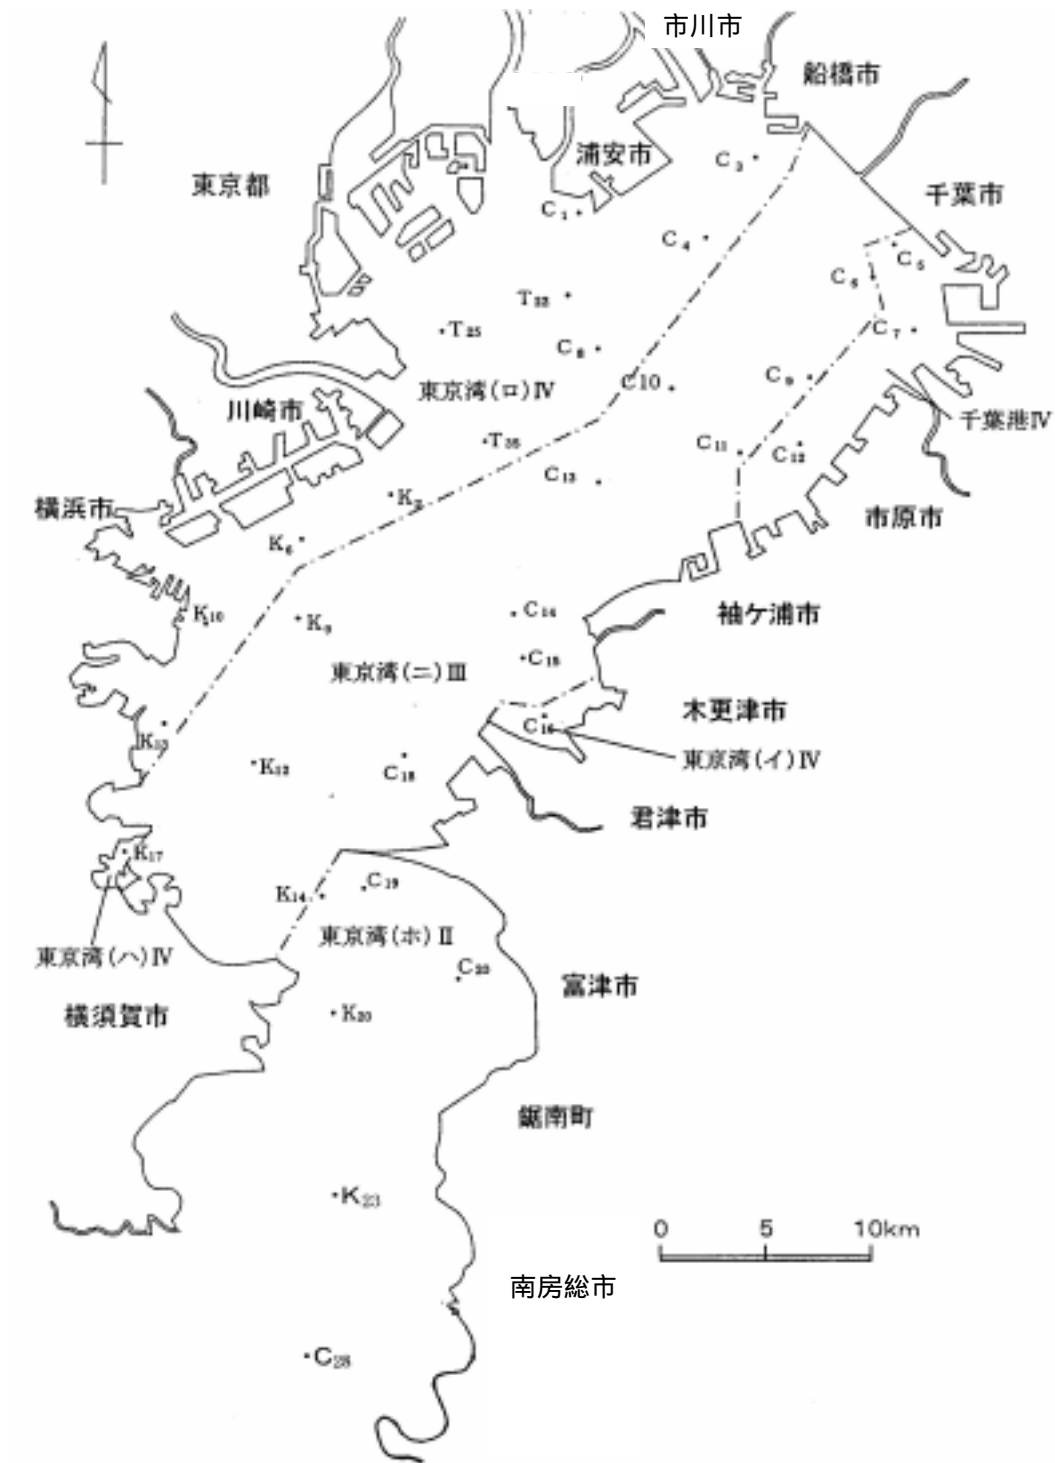 市川市
船橋市
浦安市
C₃
東京都
千葉市
C₁
C₄
C₅
C₆
T₂₅
C₇
C₈
C10
C₉
東京湾(ロ)Ⅳ
川崎市
千葉港Ⅳ
C₁₁
C₁₂
C₁₃
K₁₀
横浜市
市原市
K₆
C₁₄
袖ケ浦市
K₉
C₁₅
東京湾(ニ)Ⅲ
木更津市
C₁₆
K₁₃
東京湾(イ)Ⅳ
K₁₂
C₁₈
君津市
K₁₇
C₁₉
K₁₄
東京湾(ホ)Ⅱ
東京湾(ハ)Ⅳ
C₂₀
富津市
横須賀市
K₂₀
鋸南町
K₂₃
0 5 10km
南房総市
C₂₈